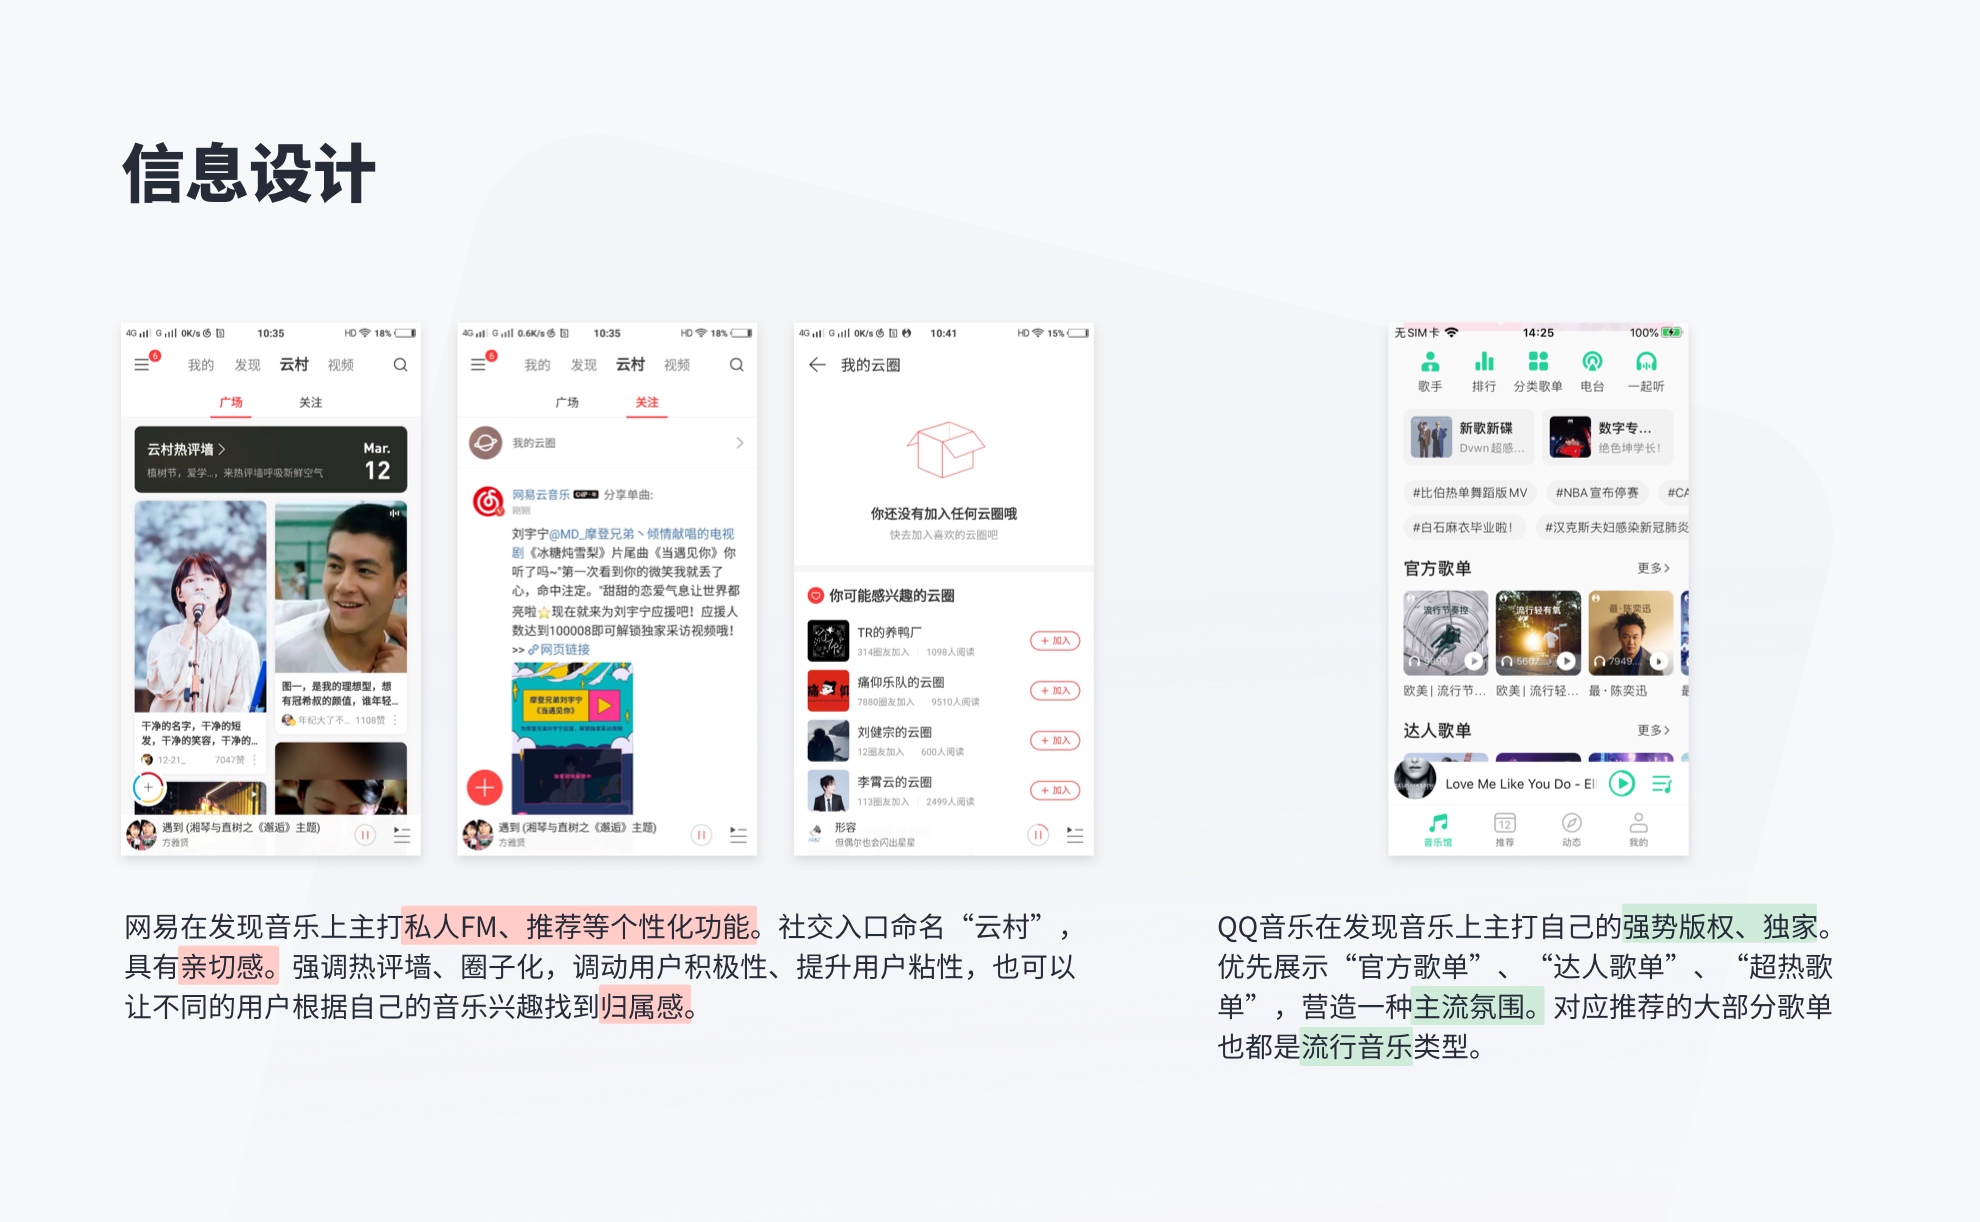 信息设计
4G G 0K/s 10:35 HD 18%
6
我的 发现 云村 视频
广场 关注
云村热评墙
植树节，爱学...，来热评墙呼吸新鲜空气
Mar.
12
干净的名字，干净的短
发，干净的笑容，干净的...
12-21_ 7047赞
图一，是我的理想型，想
有冠希叔的颜值，谁年轻...
年纪大了不... 1108赞
遇到 (湘琴与直树之《邂逅》主题)
方雅贤
4G G 0.6K/s 10:35 HD 18%
6
我的 发现 云村 视频
广场 关注
我的云圈
网易云音乐 分享单曲:
刚刚
刘宇宁@MD_摩登兄弟丶倾情献唱的电视
剧《冰糖炖雪梨》片尾曲《当遇见你》你
听了吗~"第一次看到你的微笑我就丢了
心，命中注定。"甜甜的恋爱气息让世界都
亮啦⭐现在就来为刘宇宁应援吧！应援人
数达到100008即可解锁独家采访视频哦！
>> 网页链接
摩登兄弟刘宇宁
《当遇见你》
遇到 (湘琴与直树之《邂逅》主题)
方雅贤
4G G 0K/s 10:41 HD 15%
我的云圈
你还没有加入任何云圈哦
快去加入喜欢的云圈吧
你可能感兴趣的云圈
TR的养鸭厂
314圈友加入 1098人阅读
+ 加入
痛仰乐队的云圈
7880圈友加入 9510人阅读
+ 加入
刘健宗的云圈
12圈友加入 600人阅读
+ 加入
李霄云的云圈
113圈友加入 2499人阅读
+ 加入
形容
但偶尔也会闪出星星
无SIM卡 14:25 100%
歌手 排行 分类歌单 电台 一起听
新歌新碟
Dvwn超感...
数字专...
绝色坤学长！
#比伯热单舞蹈版MV #NBA宣布停赛 #CA
#白石麻衣毕业啦！ #汉克斯夫妇感染新冠肺炎
官方歌单 更多
流行节奏控 流行轻有氧 最·陈奕迅
9999... 5607... 7949...
欧美| 流行节... 欧美| 流行轻... 最·陈奕迅
达人歌单 更多
Love Me Like You Do - Ell
12
音乐馆 推荐 动态 我的
网易在发现音乐上主打私人FM、推荐等个性化功能。社交入口命名“云村”，
具有亲切感。强调热评墙、圈子化，调动用户积极性、提升用户粘性，也可以
让不同的用户根据自己的音乐兴趣找到归属感。
QQ音乐在发现音乐上主打自己的强势版权、独家。
优先展示“官方歌单”、“达人歌单”、“超热歌
单”，营造一种主流氛围。对应推荐的大部分歌单
也都是流行音乐类型。